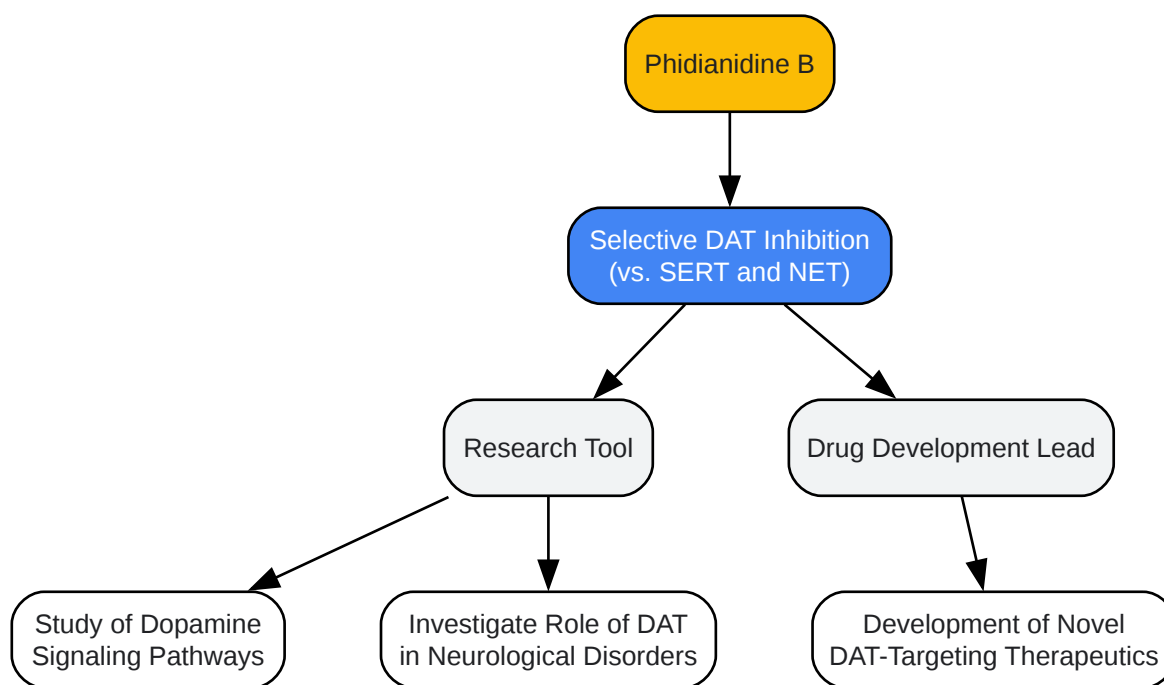 Phidianidine B
Selective DAT Inhibition
(vs. SERT and NET)
Research Tool
Drug Development Lead
Study of Dopamine
Signaling Pathways
Investigate Role of DAT
in Neurological Disorders
Development of Novel
DAT-Targeting Therapeutics